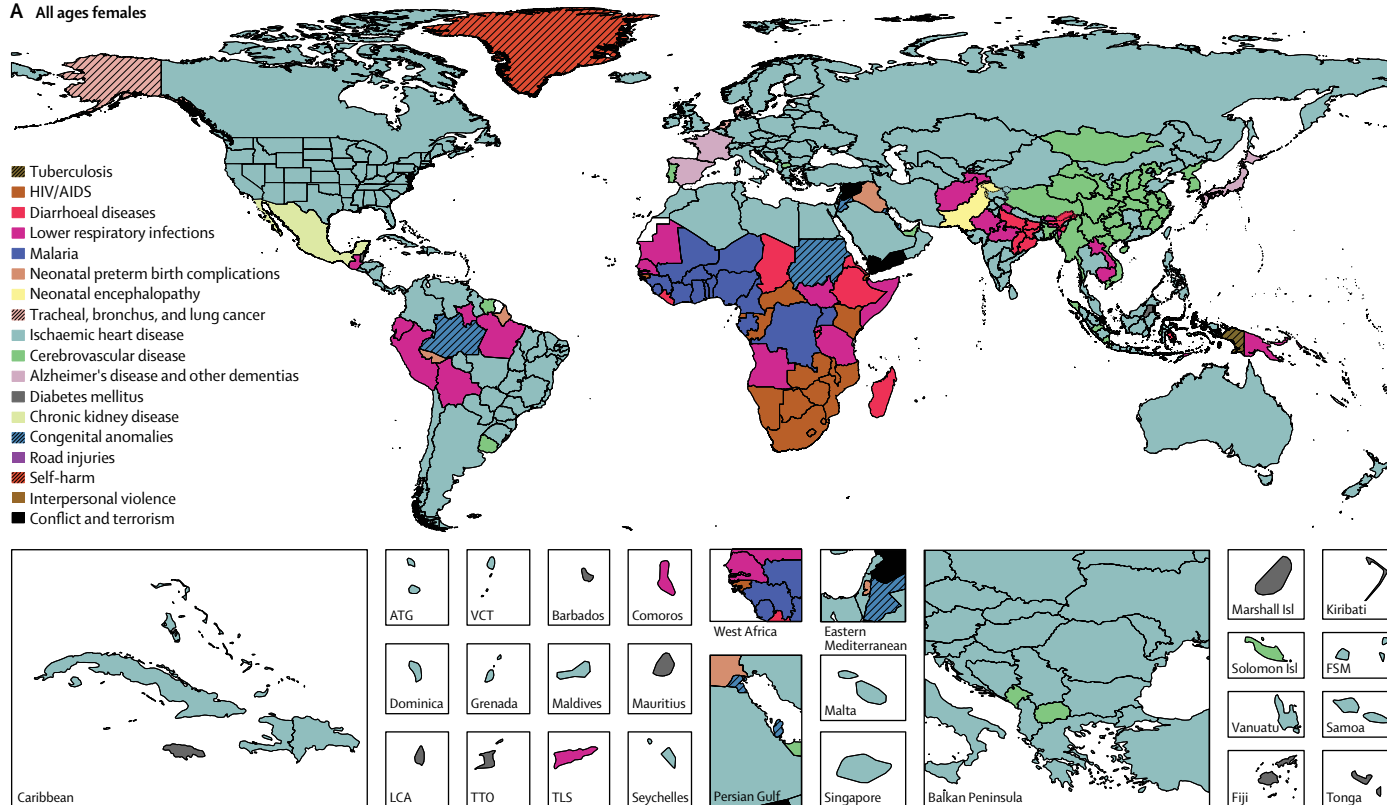 A All ages females
Tuberculosis
HIV/AIDS
Diarrhoeal diseases
Lower respiratory infections
Malaria
Neonatal preterm birth complications
Neonatal encephalopathy
Tracheal, bronchus, and lung cancer
Ischaemic heart disease
Cerebrovascular disease
Alzheimer's disease and other dementias
Diabetes mellitus
Chronic kidney disease
Congenital anomalies
Road injuries
Self-harm
Interpersonal violence
Conflict and terrorism
Caribbean
ATG
VCT
Barbados
Comoros
West Africa
Eastern
Mediterranean
Marshall Isl
Kiribati
Dominica
Grenada
Maldives
Mauritius
Malta
Solomon Isl
FSM
Vanuatu
Samoa
LCA
TTO
TLS
Seychelles
Persian Gulf
Singapore
Balkan Peninsula
Fiji
Tonga